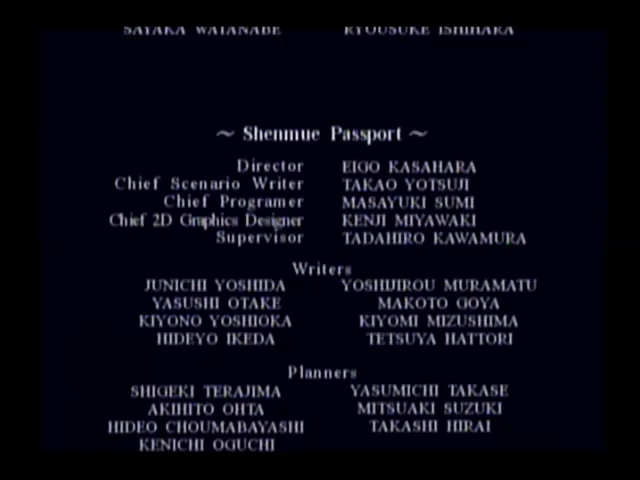 SAYAKA WATANABE RYOUSUKE ISHIHARA
~ Shenmue Passport ~
Director EIGO KASAHARA
Chief Scenario Writer TAKAO YOTSUJI
Chief Programer MASAYUKI SUMI
Chief 2D Graphics Designer KENJI MIYAWAKI
Supervisor TADAHIRO KAWAMURA
Writers
JUNICHI YOSHIDA YOSHIJIROU MURAMATU
YASUSHI OTAKE MAKOTO GOYA
KIYONO YOSHIOKA KIYOMI MIZUSHIMA
HIDEYO IKEDA TETSUYA HATTORI
Planners
SHIGEKI TERAJIMA YASUMICHI TAKASE
AKIHITO OHTA MITSUAKI SUZUKI
HIDEO CHOUMABAYASHI TAKASHI HIRAI
KENICHI OGUCHI